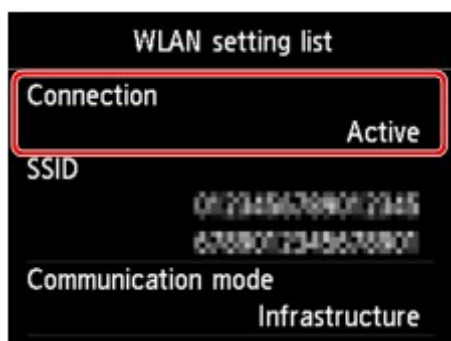 WLAN setting list
Connection
Active
SSID
Communication mode
Infrastructure